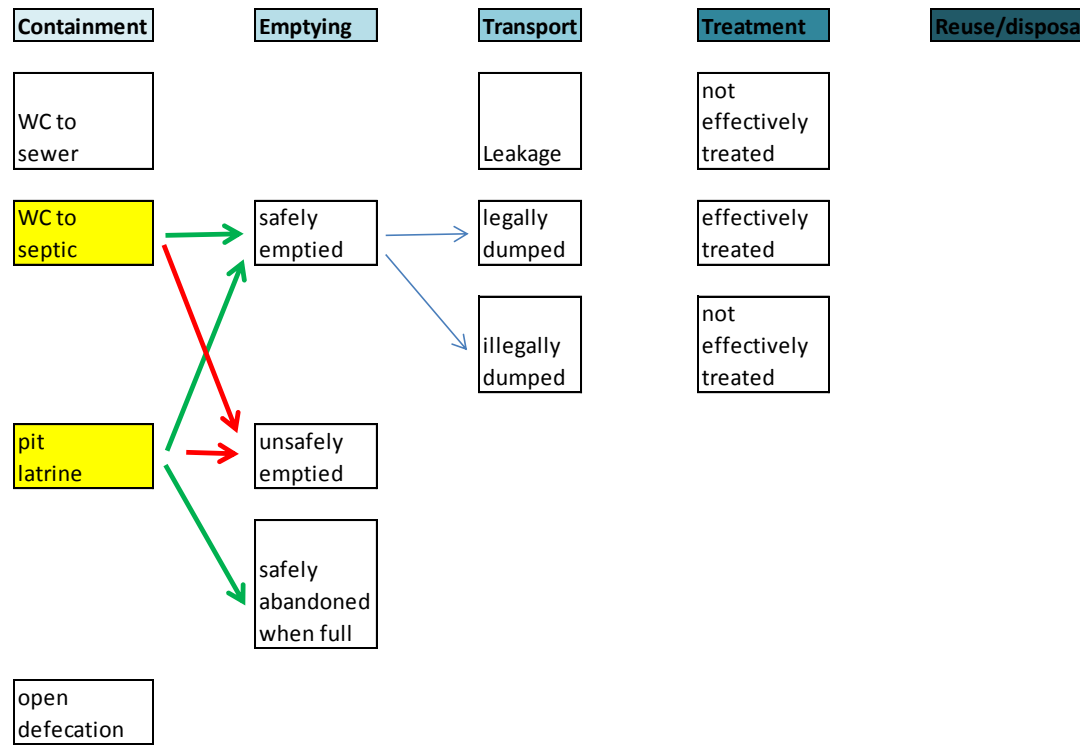 Containment
Emptying
Transport
Treatment
Reuse/disposa
WC to
sewer
Leakage
not
effectively
treated
WC to
septic
safely
emptied
legally
dumped
effectively
treated
illegally
dumped
not
effectively
treated
pit
latrine
unsafely
emptied
safely
abandoned
when full
open
defecation